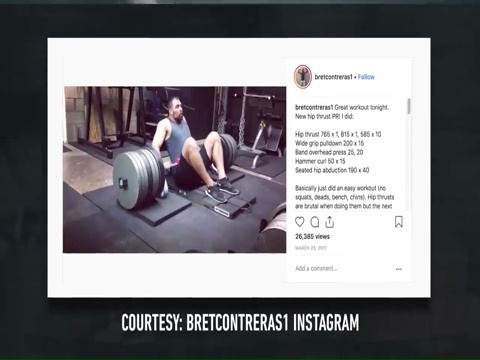 bretcontreras1 • Follow
bretcontreras1 Great workout tonight.
New hip thrust PR! I did:
Hip thrust 765 x 1, 815 x 1, 585 x 10
Wide grip pulldown 200 x 15
Band overhead press 25, 20
Hammer curl 50 x 15
Seated hip abduction 190 x 40
Basically just did an easy workout (no
squats, deads, bench, chins). Hip thrusts
are brutal when doing them but the next
26,385 views
MARCH 29, 2017
Add a comment...
COURTESY: BRETCONTRERAS1 INSTAGRAM